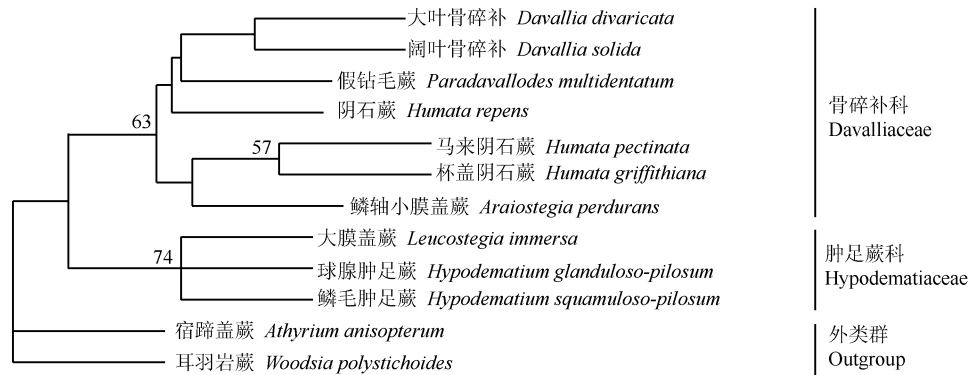 大叶骨碎补 Davallia divaricata
阔叶骨碎补 Davallia solida
假钻毛蕨 Paradavallodes multidentatum
阴石蕨 Humata repens
63
骨碎补科
Davalliaceae
57
马来阴石蕨 Humata pectinata
杯盖阴石蕨 Humata griffithiana
鳞轴小膜盖蕨 Araiostegia perdurans
大膜盖蕨 Leucostegia immersa
74
球腺肿足蕨 Hypodematium glanduloso-pilosum
鳞毛肿足蕨 Hypodematium squamuloso-pilosum
肿足蕨科
Hypodematiaceae
宿蹄盖蕨 Athyrium anisopterum
耳羽岩蕨 Woodsia polystichoides
外类群
Outgroup